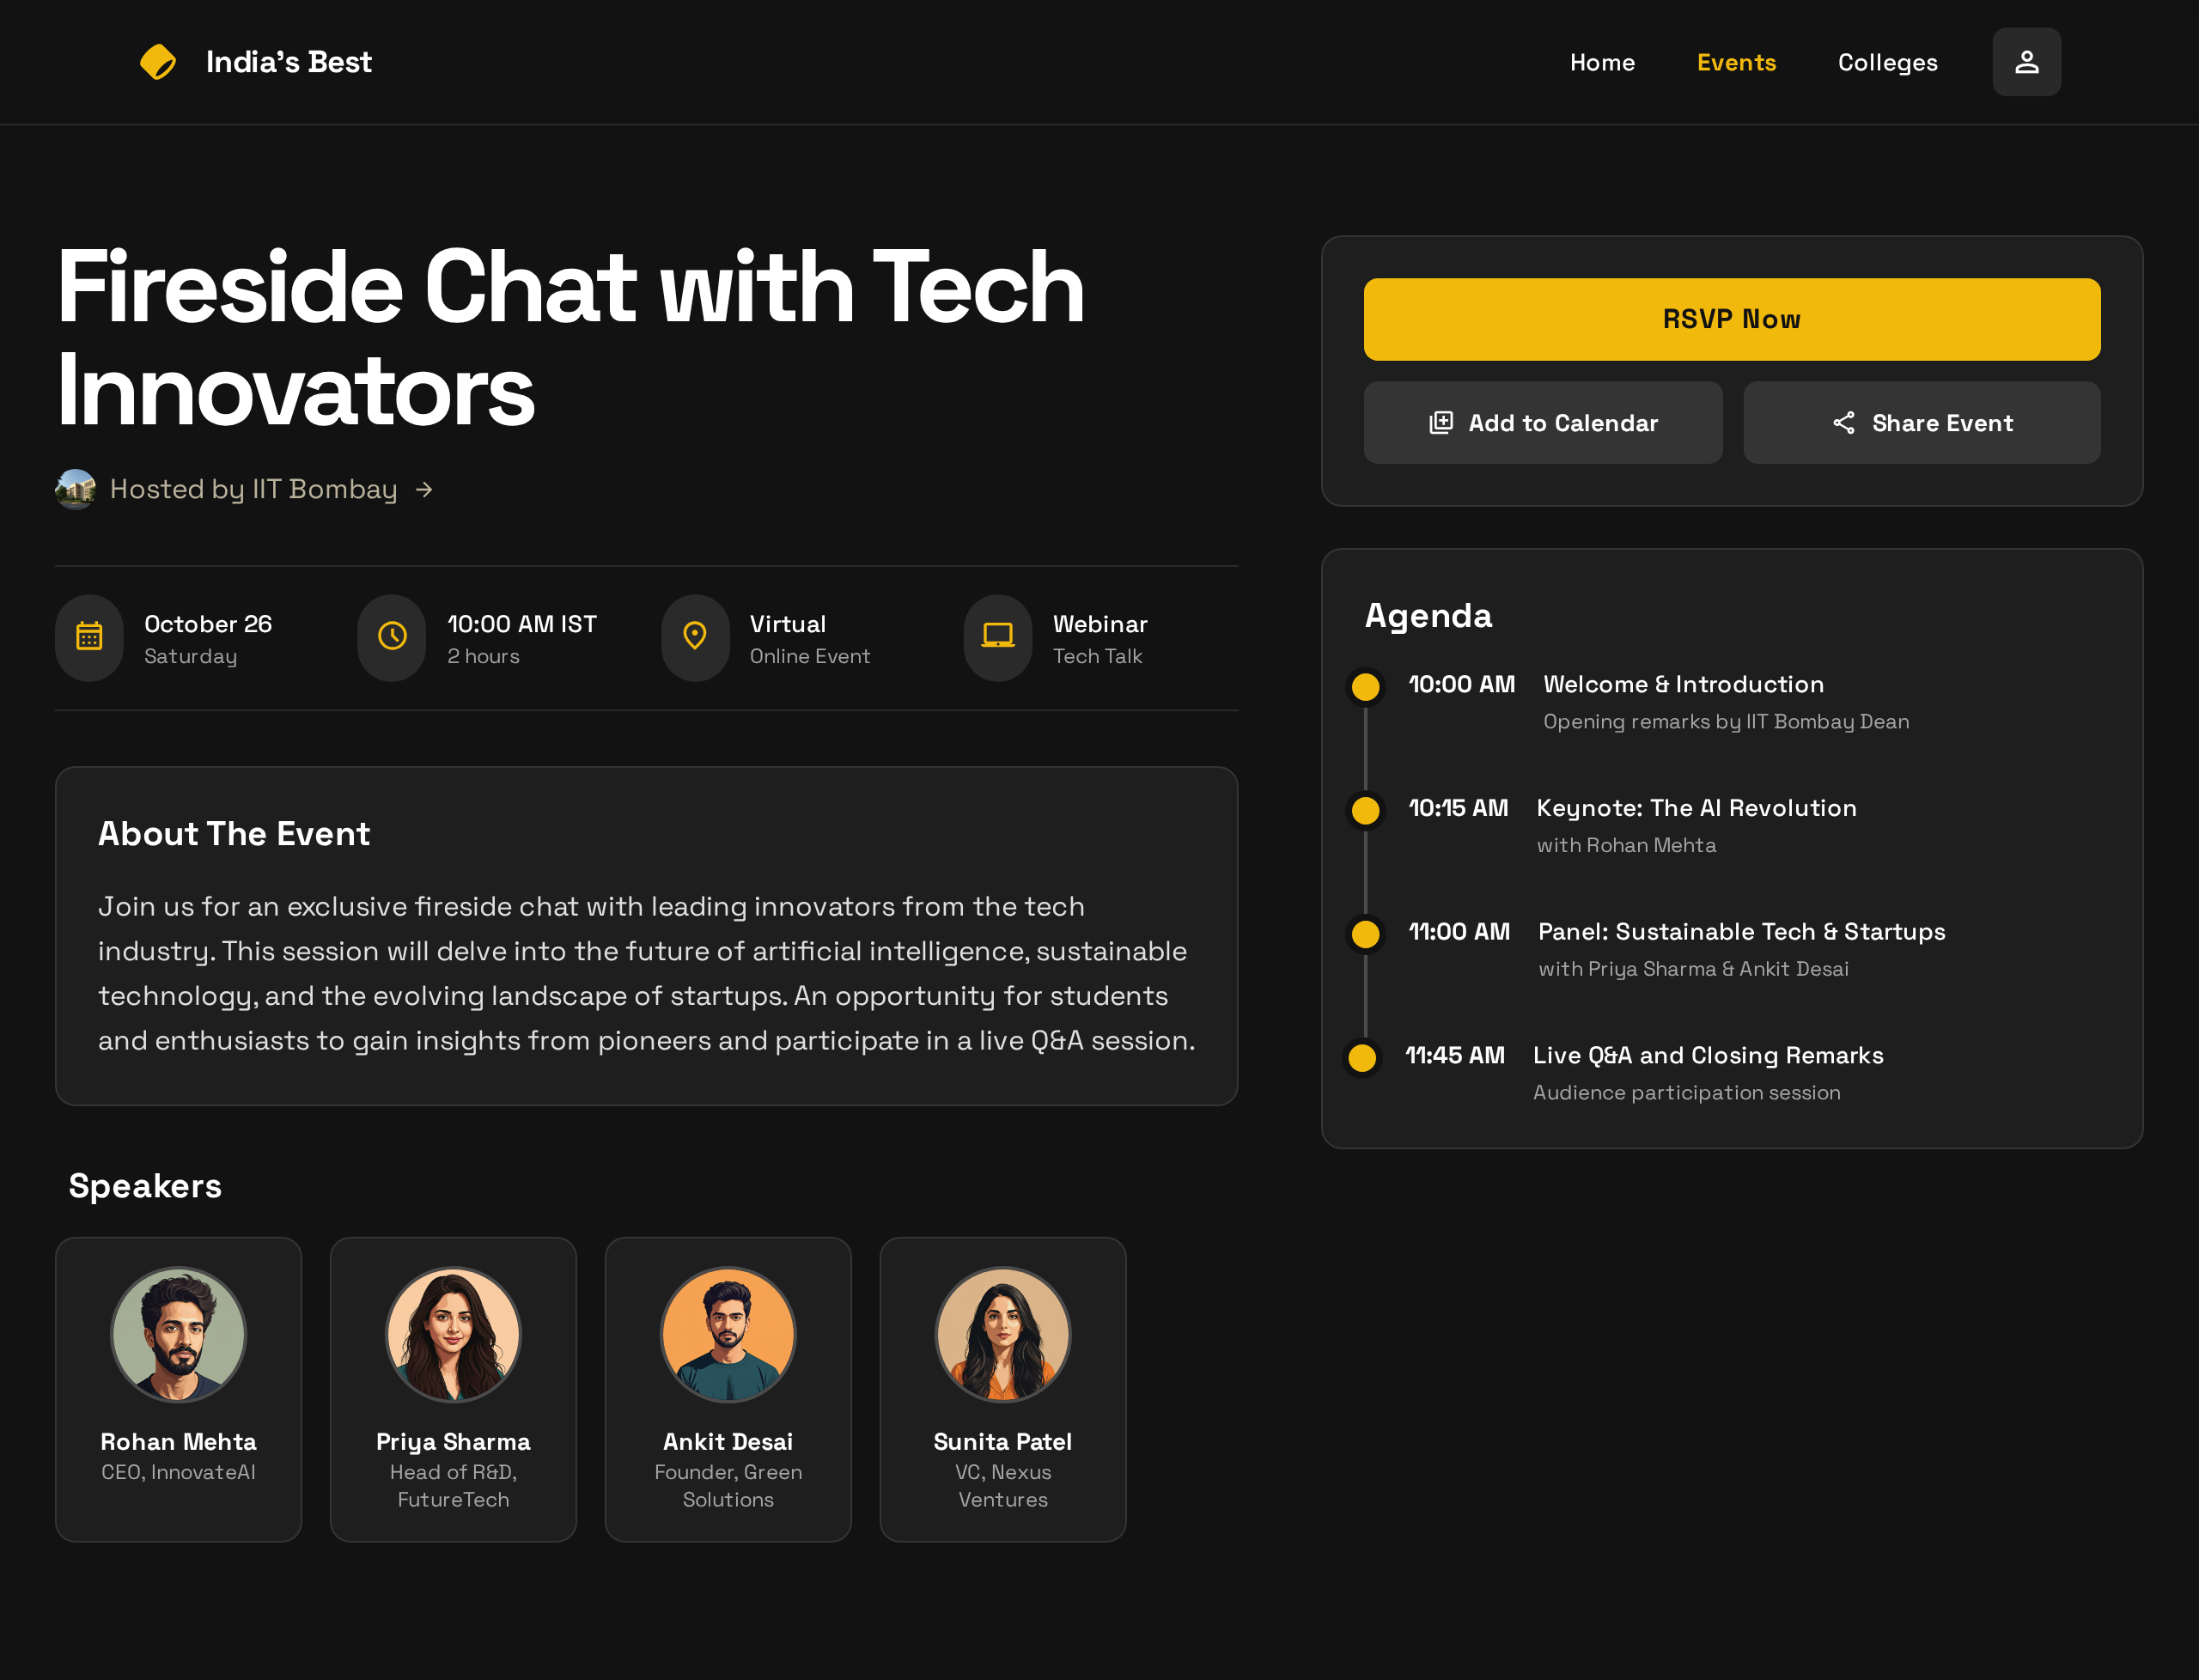 India's Best
Home
Events
Colleges
Fireside Chat with Tech
Innovators
Hosted by IIT Bombay →
October 26
Saturday
10:00 AM IST
2 hours
Virtual
Online Event
Webinar
Tech Talk
About The Event
Join us for an exclusive fireside chat with leading innovators from the tech
industry. This session will delve into the future of artificial intelligence, sustainable
technology, and the evolving landscape of startups. An opportunity for students
and enthusiasts to gain insights from pioneers and participate in a live Q&A session.
Speakers
Rohan Mehta
CEO, InnovateAI
Priya Sharma
Head of R&D,
FutureTech
Ankit Desai
Founder, Green
Solutions
Sunita Patel
VC, Nexus
Ventures
RSVP Now
Add to Calendar
Share Event
Agenda
10:00 AM Welcome & Introduction
Opening remarks by IIT Bombay Dean
10:15 AM Keynote: The AI Revolution
with Rohan Mehta
11:00 AM Panel: Sustainable Tech & Startups
with Priya Sharma & Ankit Desai
11:45 AM Live Q&A and Closing Remarks
Audience participation session